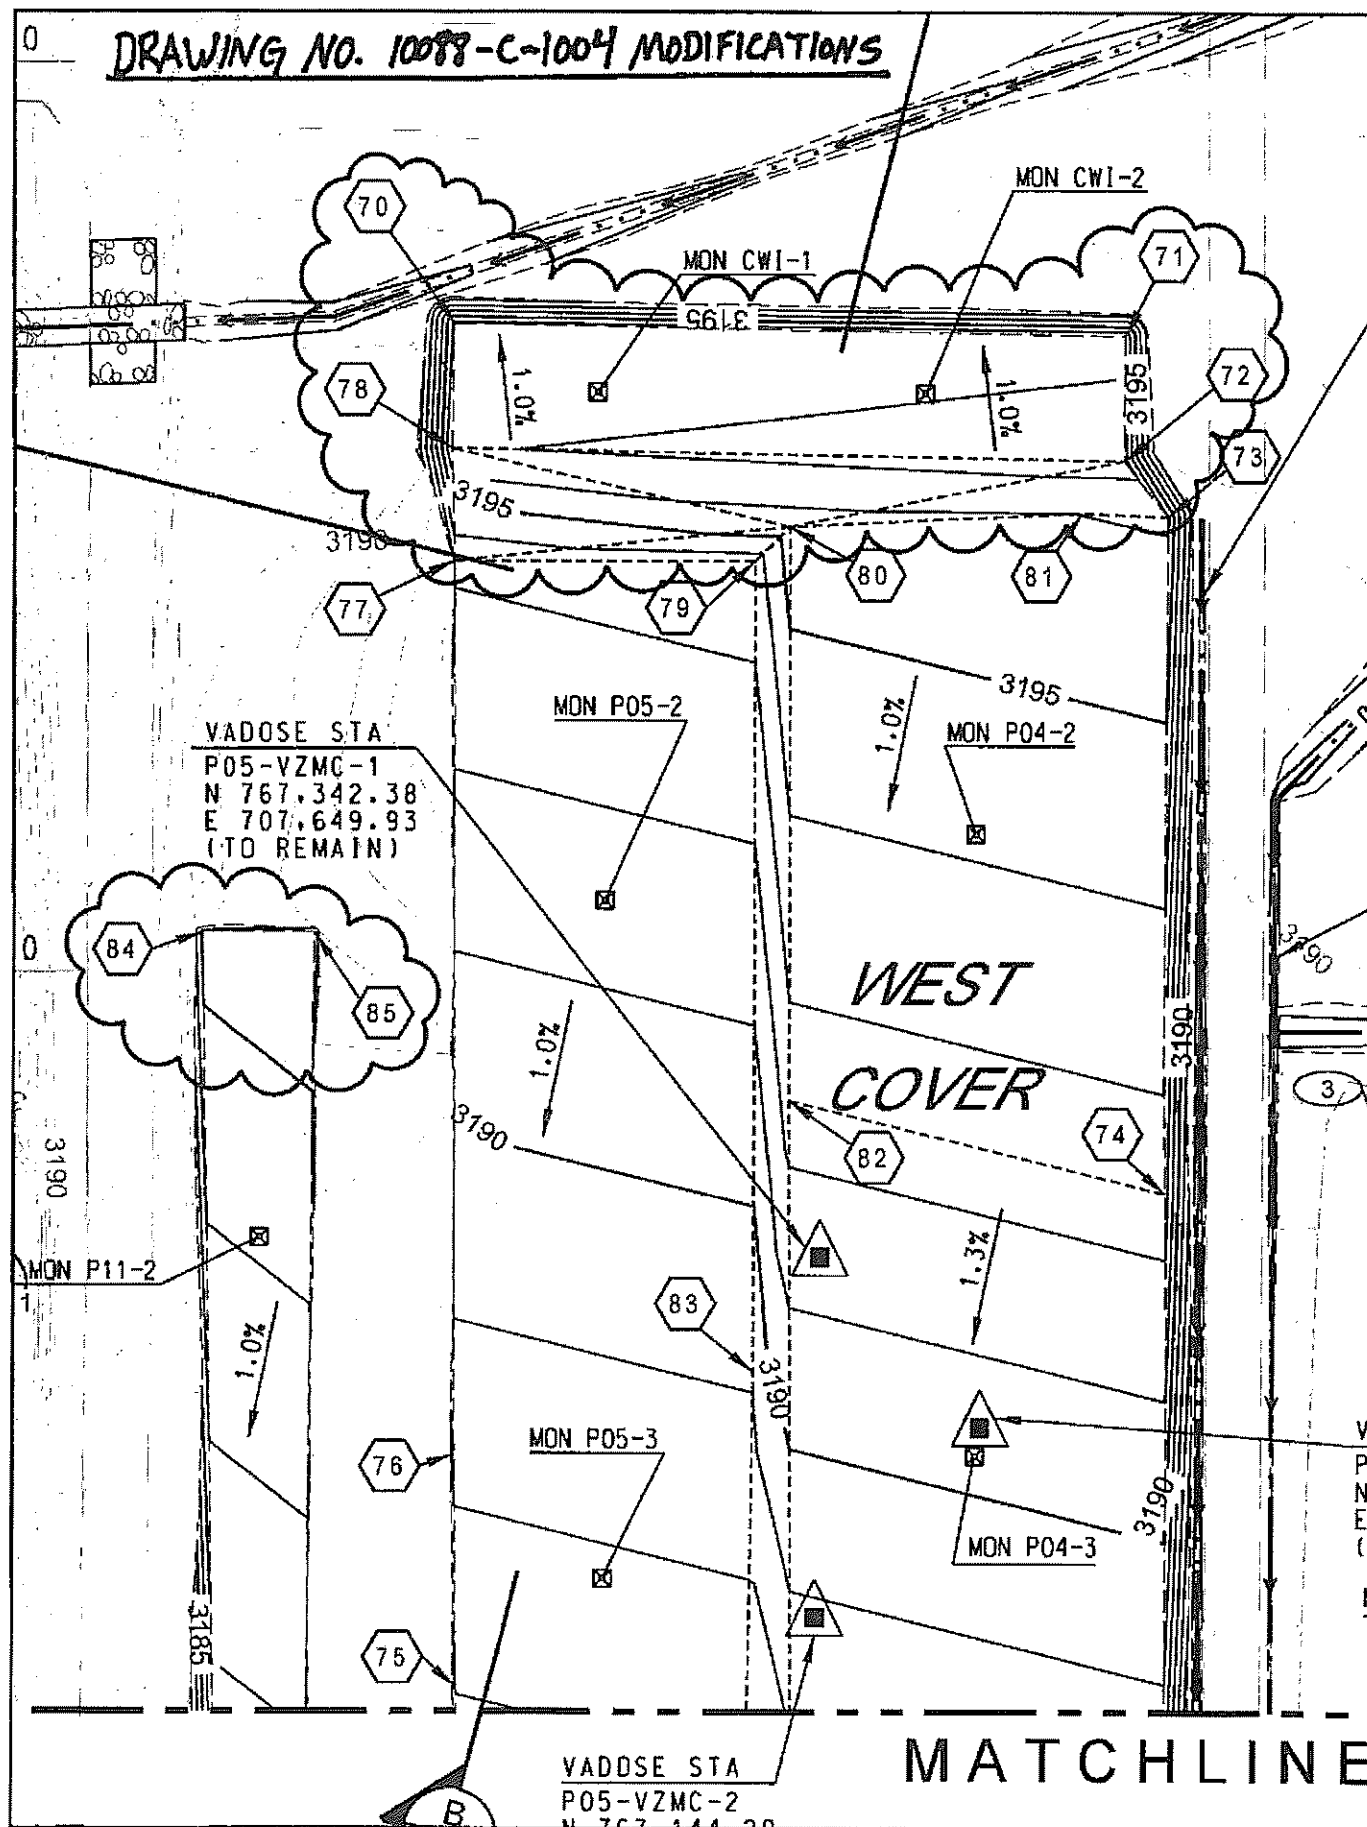 0
DRAWING NO. 10088-C-1004 MODIFICATIONS
MON CWI-2
70
71
MON CWI-1
3195
1.0%
1.0%
3195
78
72
73
3195
3190
80
81
77
79
3195
MON P05-2
1.0%
MON P04-2
VADOSE STA
P05-VZMC-1
N 767,342.38
E 707,649.93
(TO REMAIN)
0
84
85
3190
WEST
COVER
1.0%
3190
3190
3
74
82
3190
MON P11-2
1
1.0%
1.3%
83
3190
MON P05-3
76
V
P
N
E
(
3190
MON P04-3
3185
75
MATCHLINE
VADOSE STA
P05-VZMC-2
B